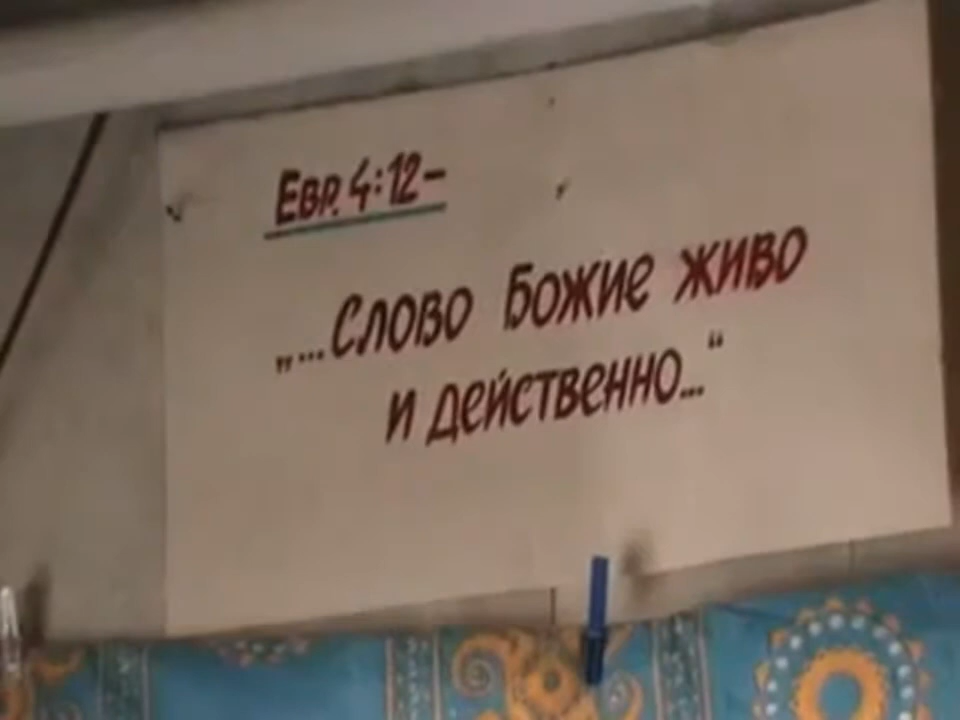 Евр. 4:12–
„...Слово Божие живо
и действенно...“